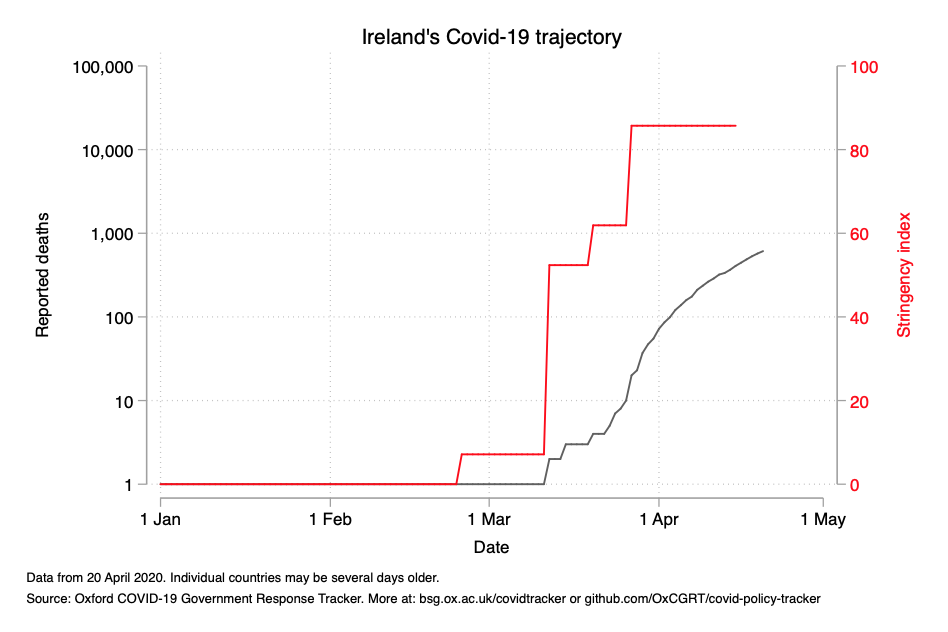 Ireland's Covid-19 trajectory
100,000
10,000
1,000
100
10
1
Reported deaths
100
80
60
40
20
0
Stringency index
1 Jan
1 Feb
1 Mar
1 Apr
1 May
Date
Data from 20 April 2020. Individual countries may be several days older.
Source: Oxford COVID-19 Government Response Tracker. More at: bsg.ox.ac.uk/covidtracker or github.com/OxCGRT/covid-policy-tracker